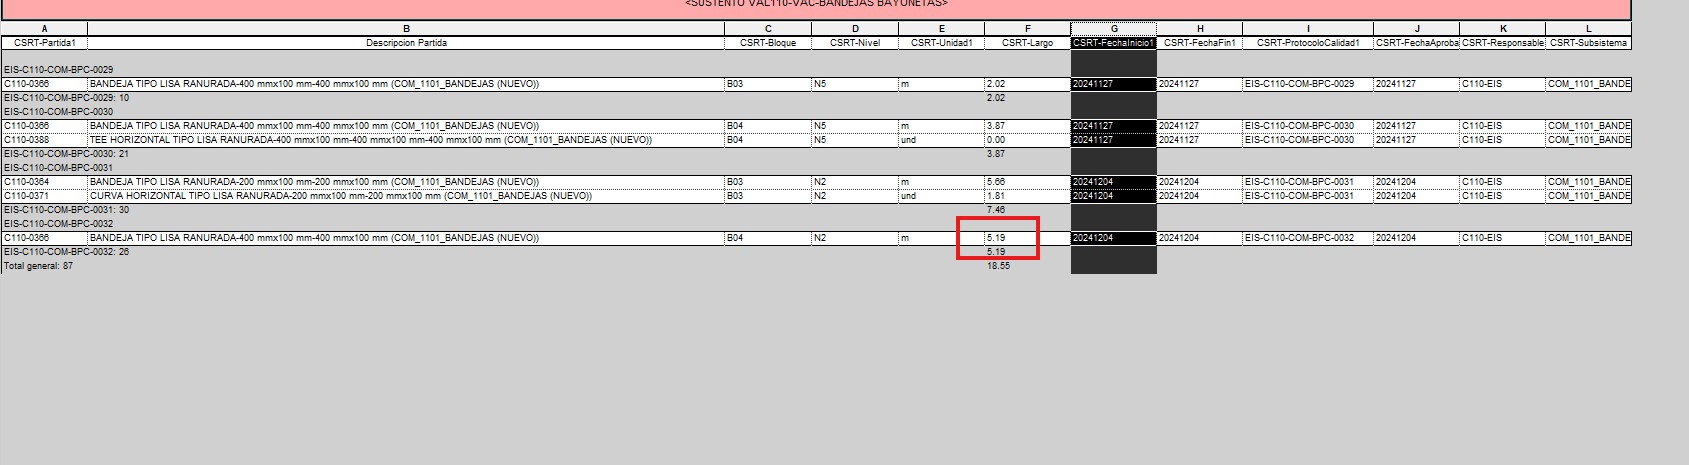 <SUSTENTO VAL110-VAC-BANDEJAS BAYONETAS>
A B C D E F G H I J K L
CSRT-Partida1 Descripcion Partida CSRT-Bloque CSRT-Nivel CSRT-Unidad1 CSRT-Largo CSRT-FechaInicio1 CSRT-FechaFin1 CSRT-ProtocoloCalidad1 CSRT-FechaAproba CSRT-Responsable CSRT-Subsistema
EIS-C110-COM-BPC-0029
C110-0366 BANDEJA TIPO LISA RANURADA-400 mmx100 mm-400 mmx100 mm (COM_1101_BANDEJAS (NUEVO)) B03 N5 m 2.02 20241127 20241127 EIS-C110-COM-BPC-0029 20241127 C110-EIS COM_1101_BANDE
EIS-C110-COM-BPC-0029: 10 2.02
EIS-C110-COM-BPC-0030
C110-0366 BANDEJA TIPO LISA RANURADA-400 mmx100 mm-400 mmx100 mm (COM_1101_BANDEJAS (NUEVO)) B04 N5 m 3.87 20241127 20241127 EIS-C110-COM-BPC-0030 20241127 C110-EIS COM_1101_BANDE
C110-0388 TEE HORIZONTAL TIPO LISA RANURADA-400 mmx100 mm-400 mmx100 mm-400 mmx100 mm (COM_1101_BANDEJAS (NUEVO)) B04 N5 und 0.00 20241127 20241127 EIS-C110-COM-BPC-0030 20241127 C110-EIS COM_1101_BANDE
EIS-C110-COM-BPC-0030: 21 3.87
EIS-C110-COM-BPC-0031
C110-0364 BANDEJA TIPO LISA RANURADA-200 mmx100 mm-200 mmx100 mm (COM_1101_BANDEJAS (NUEVO)) B03 N2 m 5.66 20241204 20241204 EIS-C110-COM-BPC-0031 20241204 C110-EIS COM_1101_BANDE
C110-0371 CURVA HORIZONTAL TIPO LISA RANURADA-200 mmx100 mm-200 mmx100 mm (COM_1101_BANDEJAS (NUEVO)) B03 N2 und 1.81 20241204 20241204 EIS-C110-COM-BPC-0031 20241204 C110-EIS COM_1101_BANDE
EIS-C110-COM-BPC-0031: 30 7.46
EIS-C110-COM-BPC-0032
C110-0366 BANDEJA TIPO LISA RANURADA-400 mmx100 mm-400 mmx100 mm (COM_1101_BANDEJAS (NUEVO)) B04 N2 m 5.19 20241204 20241204 EIS-C110-COM-BPC-0032 20241204 C110-EIS COM_1101_BANDE
EIS-C110-COM-BPC-0032: 26 5.19
Total general: 87 18.55